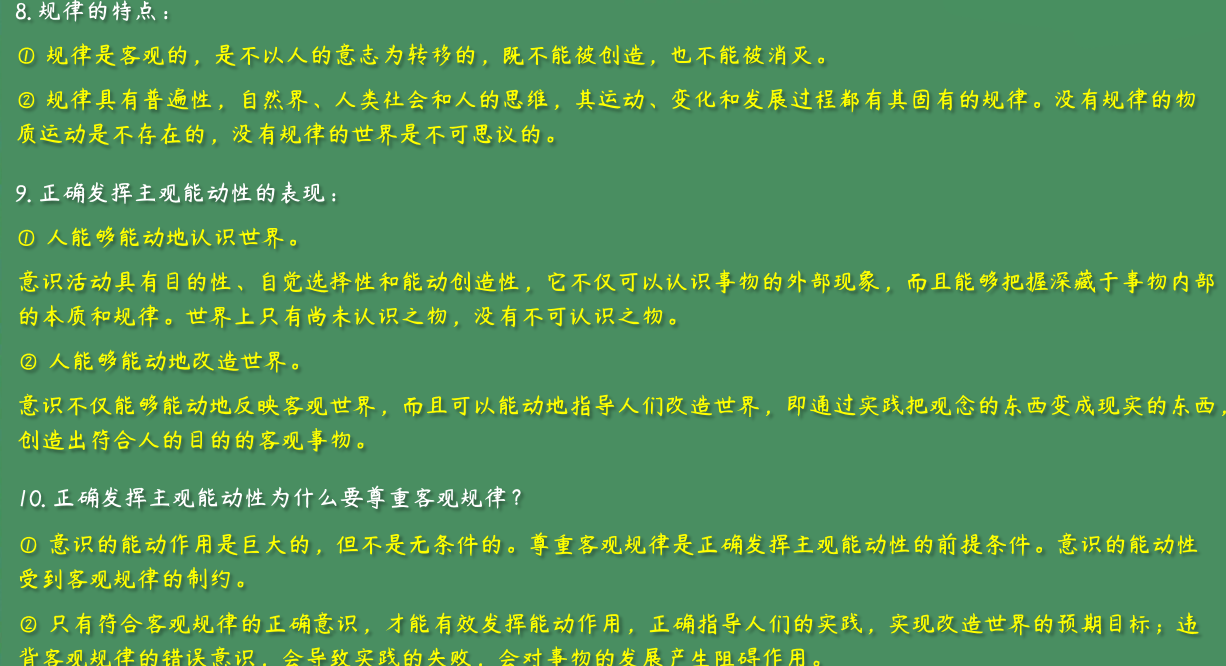 8.规律的特点：
① 规律是客观的，是不以人的意志为转移的，既不能被创造，也不能被消灭。
② 规律具有普遍性，自然界、人类社会和人的思维，其运动、变化和发展过程都有其固有的规律。没有规律的物
质运动是不存在的，没有规律的世界是不可思议的。
9.正确发挥主观能动性的表现：
① 人能够能动地认识世界。
意识活动具有目的性、自觉选择性和能动创造性，它不仅可以认识事物的外部现象，而且能够把握深藏于事物内部
的本质和规律。世界上只有尚未认识之物，没有不可认识之物。
② 人能够能动地改造世界。
意识不仅能够能动地反映客观世界，而且可以能动地指导人们改造世界，即通过实践把观念的东西变成现实的东西，
创造出符合人的目的的客观事物。
10.正确发挥主观能动性为什么要尊重客观规律？
① 意识的能动作用是巨大的，但不是无条件的。尊重客观规律是正确发挥主观能动性的前提条件。意识的能动性
受到客观规律的制约。
② 只有符合客观规律的正确意识，才能有效发挥能动作用，正确指导人们的实践，实现改造世界的预期目标；违
背客观规律的错误意识，会导致实践的失败，会对事物的发展产生阻碍作用。